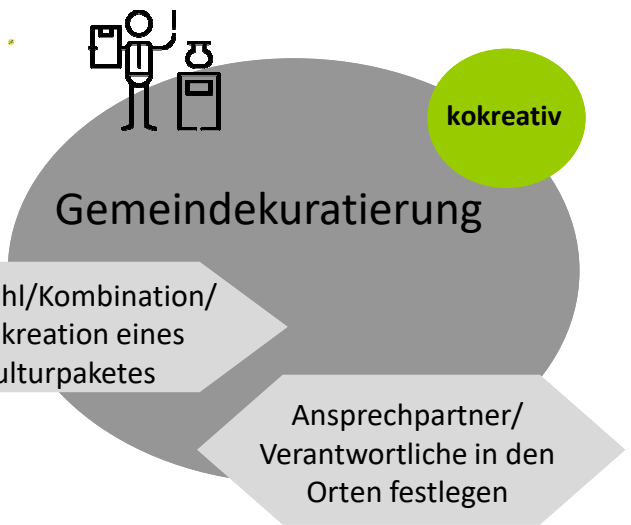 kokreativ
Gemeindekuratierung
hl/Kombination/
kreation eines
ulturpaketes
Ansprechpartner/
Verantwortliche in den
Orten festlegen